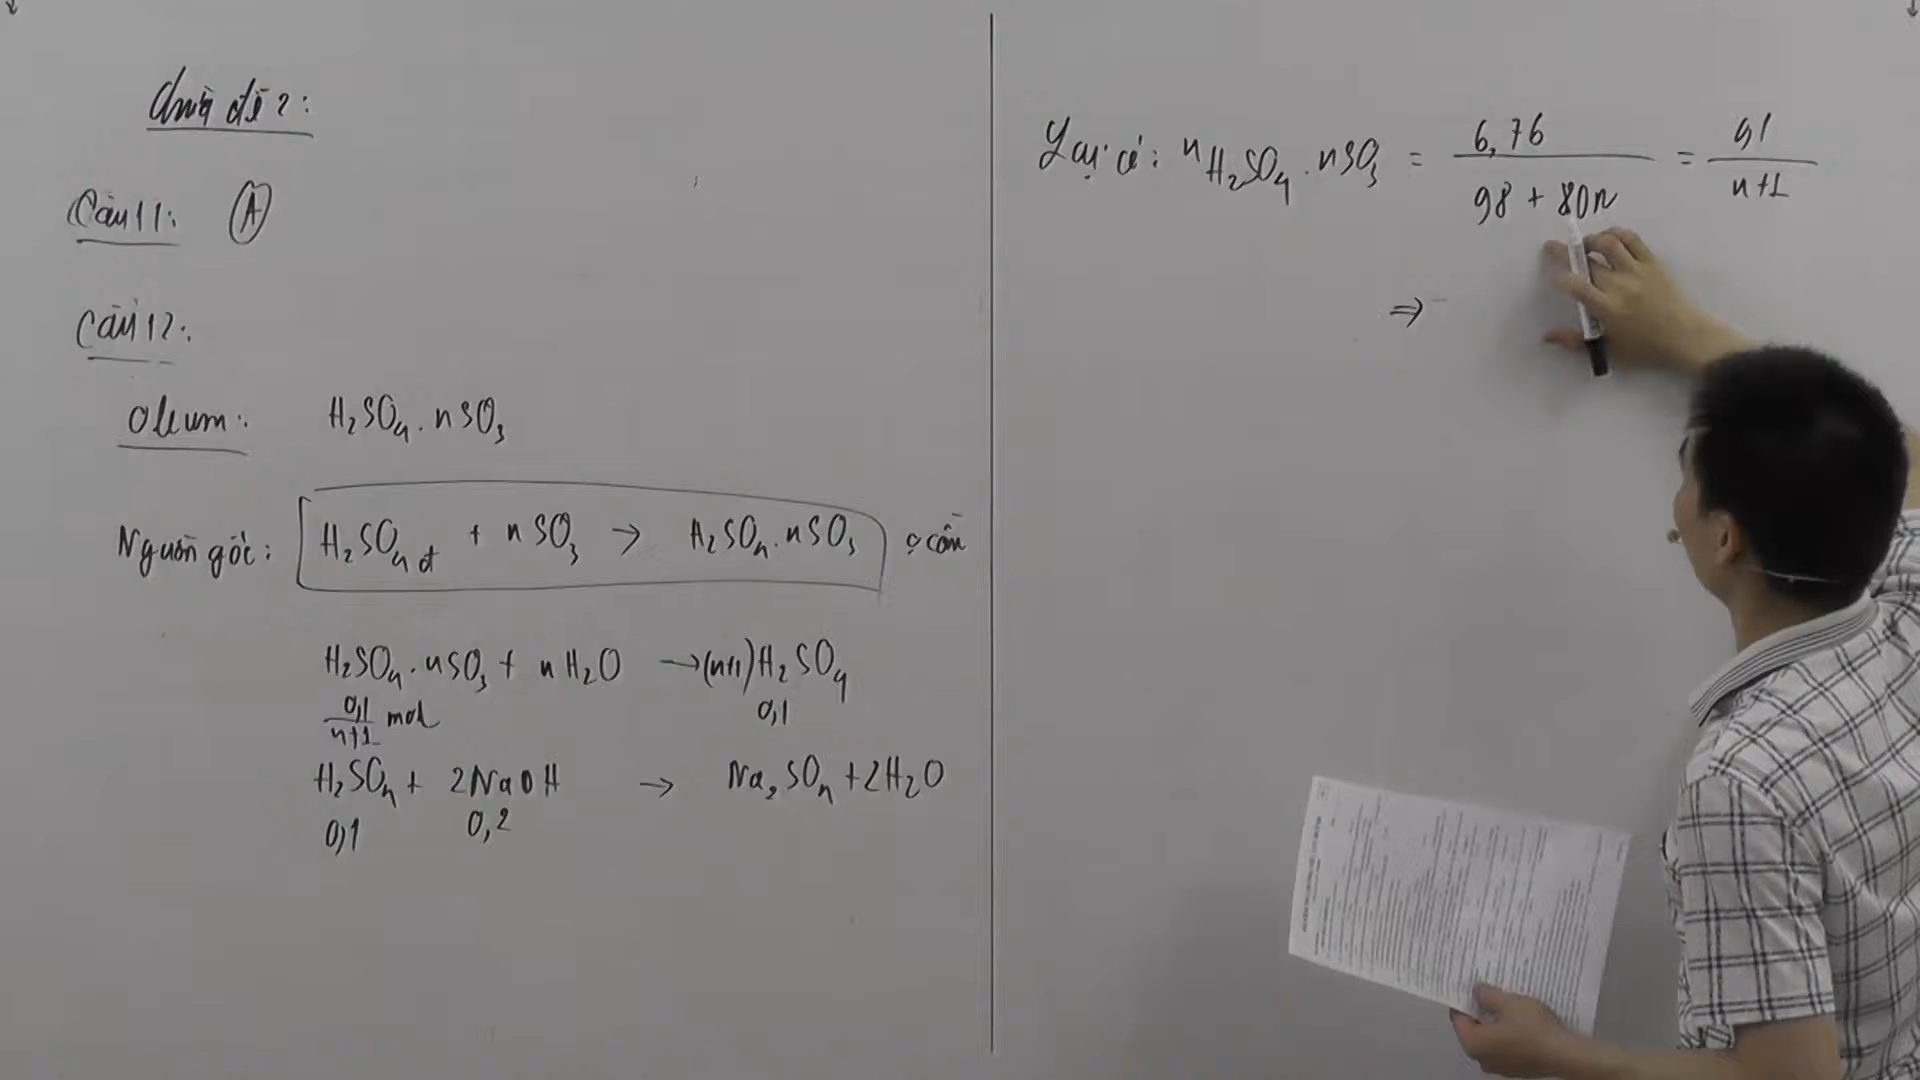 Chữa đề 2:
Câu 11: A
Câu 12:
Oleum: H₂SO₄.nSO₃
Nguồn gốc: H₂SO₄ đ + nSO₃ → H₂SO₄.nSO₃
H₂SO₄.nSO₃ + nH₂O → (n+1)H₂SO₄
0,1/n+1 mol 0,1
H₂SO₄ + 2NaOH → Na₂SO₄ + 2H₂O
0,1 0,2
Lại có: nH₂SO₄.nSO₃ = 6,76/98 + 80n = 0,1/n+1
⇒